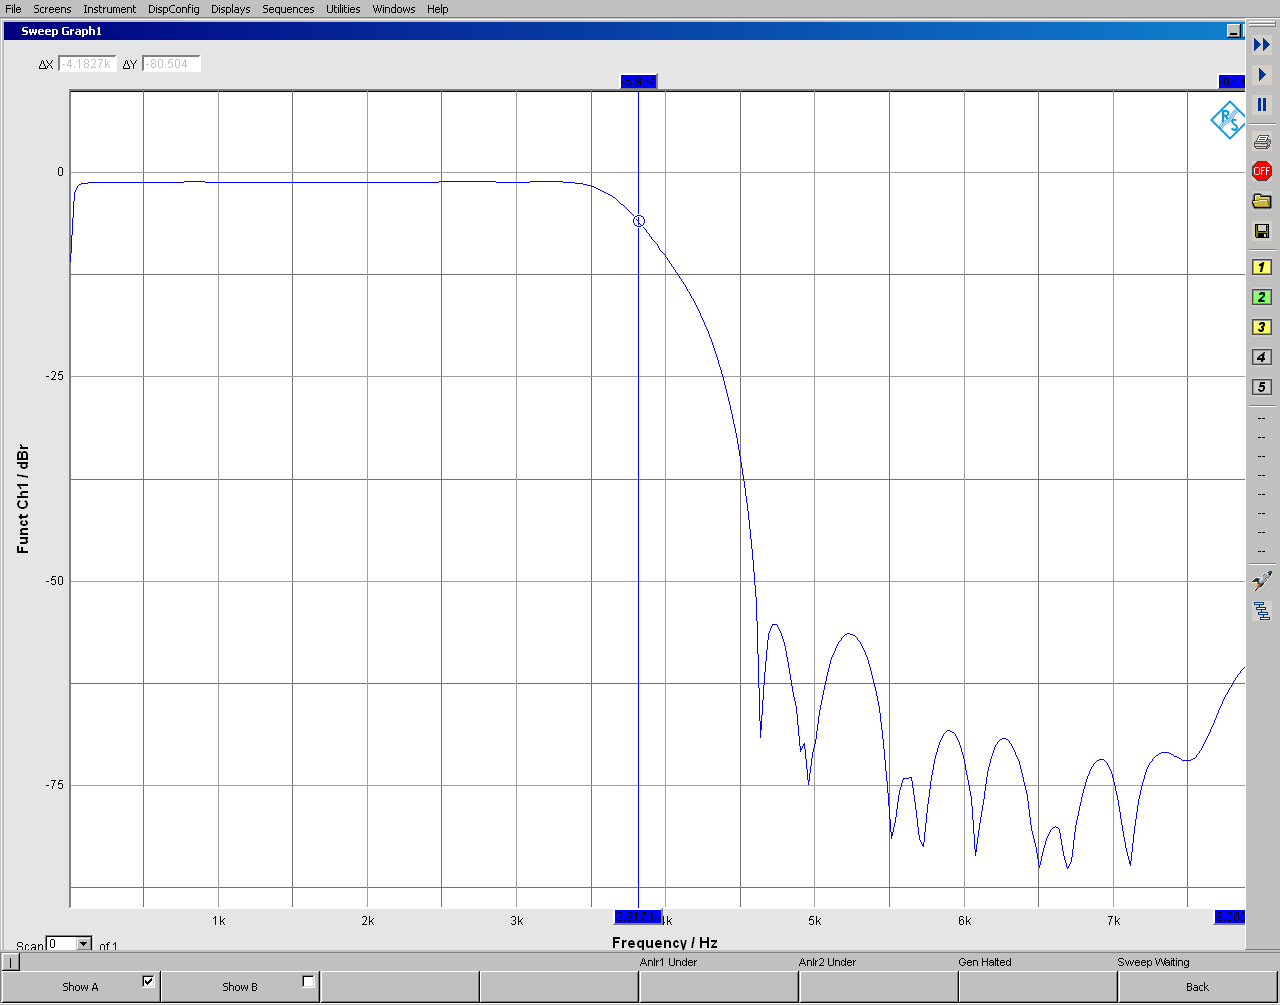 File Screens Instrument DispConfig Displays Sequences Utilities Windows Help
Sweep Graph1
ΔX -4.1827k ΔY -80.504
-5.934
R S
0
OFF
1
2
3
-25
4
5
--
--
--
Funct Ch1 / dBr
--
--
--
--
--
-50
-75
1k 2k 3k 3.8173k 4k 5k 6k 7k 8.000
Scan 0 of 1 Frequency / Hz
Anlr1 Under Anlr2 Under Gen Halted Sweep Waiting
Show A Show B Back